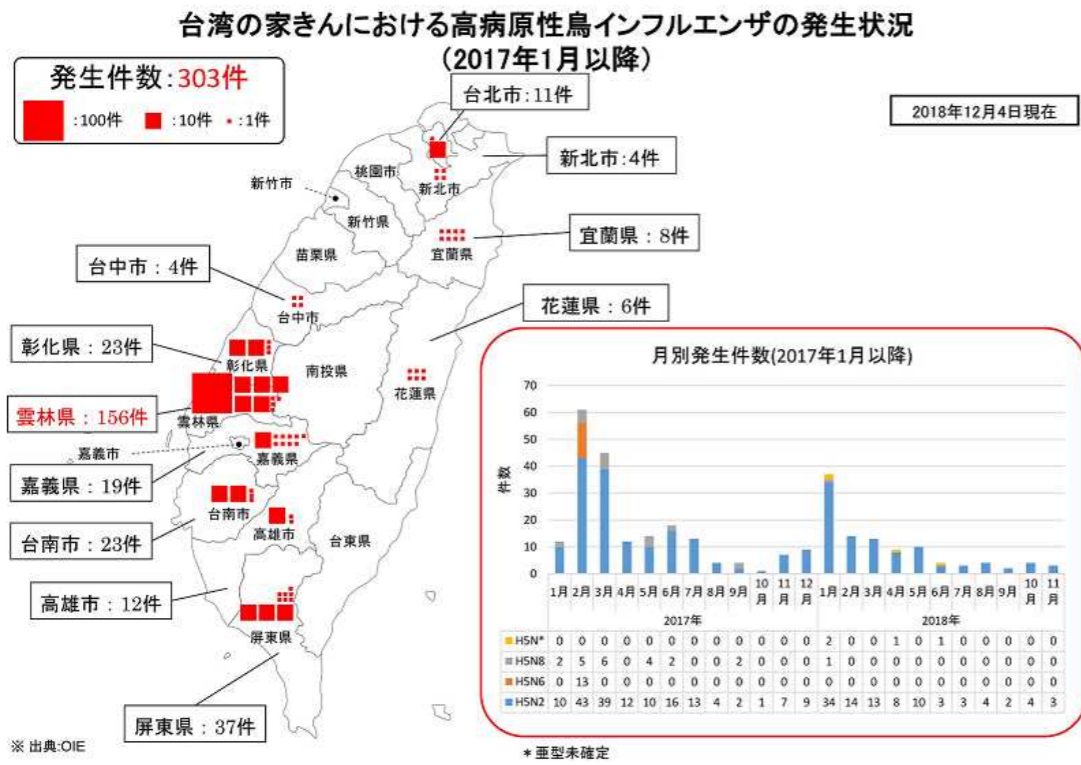 台湾の家きんにおける高病原性鳥インフルエンザの発生状況
(2017年1月以降)
発生件数:303件
:100件 :10件 :1件
2018年12月4日現在
台北市:11件
新北市:4件
宜蘭県:8件
花蓮県:6件
台中市:4件
彰化県:23件
雲林県:156件
嘉義県:19件
台南市:23件
高雄市:12件
屏東県:37件
桃園市
新北市
新竹市
新竹県
宜蘭県
苗栗県
台中市
彰化県
南投県
花蓮県
雲林県
嘉義市
嘉義県
台南市
高雄市
台東県
屏東県
月別発生件数(2017年1月以降)
件数
70
60
50
40
30
20
10
0
1月 2月 3月 4月 5月 6月 7月 8月 9月 10月 11月 12月 1月 2月 3月 4月 5月 6月 7月 8月 9月 10月 11月
2017年 2018年
H5N* 0 0 0 0 0 0 0 0 0 0 0 0 2 0 0 1 0 1 0 0 0 0 0
H5N8 2 5 6 0 4 2 0 0 2 0 0 0 1 0 0 0 0 0 0 0 0 0 0
H5N6 0 13 0 0 0 0 0 0 0 0 0 0 0 0 0 0 0 0 0 0 0 0 0
H5N2 10 43 39 12 10 16 13 4 2 1 7 9 34 14 13 8 10 3 3 4 2 4 3
※ 出典:OIE
* 亜型未確定